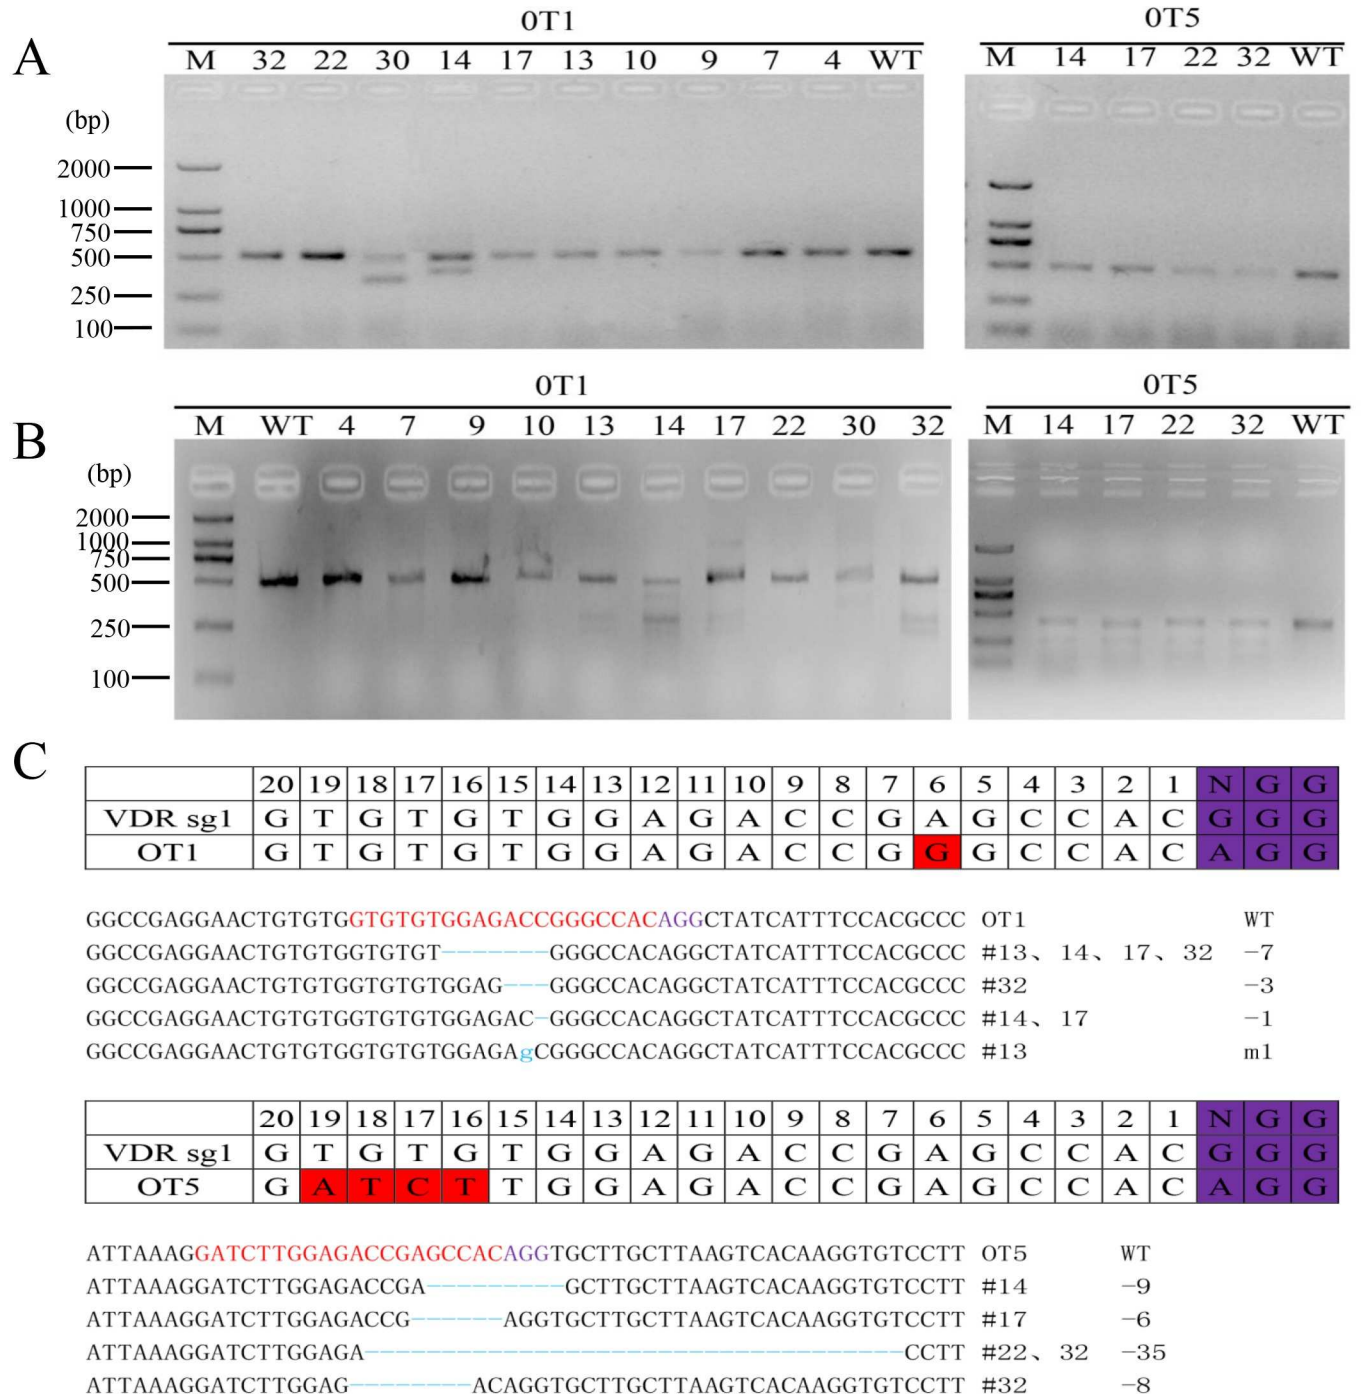 A
0T1
0T5
M 32 22 30 14 17 13 10 9 7 4 WT
M 14 17 22 32 WT
(bp)
2000
1000
750
500
250
100
B
0T1
0T5
M WT 4 7 9 10 13 14 17 22 30 32
M 14 17 22 32 WT
(bp)
2000
1000
750
500
250
100
C
20 19 18 17 16 15 14 13 12 11 10 9 8 7 6 5 4 3 2 1 N G G
VDR sg1 G T G T G T G G A G A C C G A G C C A C G G G
OT1 G T G T G T G G A G A C C G G G C C A C A G G
GGCCGAGGAACTGTGTGGTGTGTGGAGACCGGGCCACAGGCTATCATTTCCACGCCC OT1 WT
GGCCGAGGAACTGTGTGGTGTGT-------GGGCCACAGGCTATCATTTCCACGCCC #13、14、17、32 −7
GGCCGAGGAACTGTGTGGTGTGTGGAG---GGGCCACAGGCTATCATTTCCACGCCC #32 −3
GGCCGAGGAACTGTGTGGTGTGTGGAGAC-GGGCCACAGGCTATCATTTCCACGCCC #14、17 −1
GGCCGAGGAACTGTGTGGTGTGTGGAGAgCGGGCCACAGGCTATCATTTCCACGCCC #13 m1
20 19 18 17 16 15 14 13 12 11 10 9 8 7 6 5 4 3 2 1 N G G
VDR sg1 G T G T G T G G A G A C C G A G C C A C G G G
OT5 G A T C T T G G A G A C C G A G C C A C A G G
ATTAAAGGATCTTGGAGACCGAGCCACAGGTGCTTGCTTAAGTCACAAGGTGTCCTT OT5 WT
ATTAAAGGATCTTGGAGACCGA---------GCTTGCTTAAGTCACAAGGTGTCCTT #14 −9
ATTAAAGGATCTTGGAGACCG------AGGTGCTTGCTTAAGTCACAAGGTGTCCTT #17 −6
ATTAAAGGATCTTGGAGA-----------------------------------CCTT #22、32 −35
ATTAAAGGATCTTGGAG--------ACAGGTGCTTGCTTAAGTCACAAGGTGTCCTT #32 −8